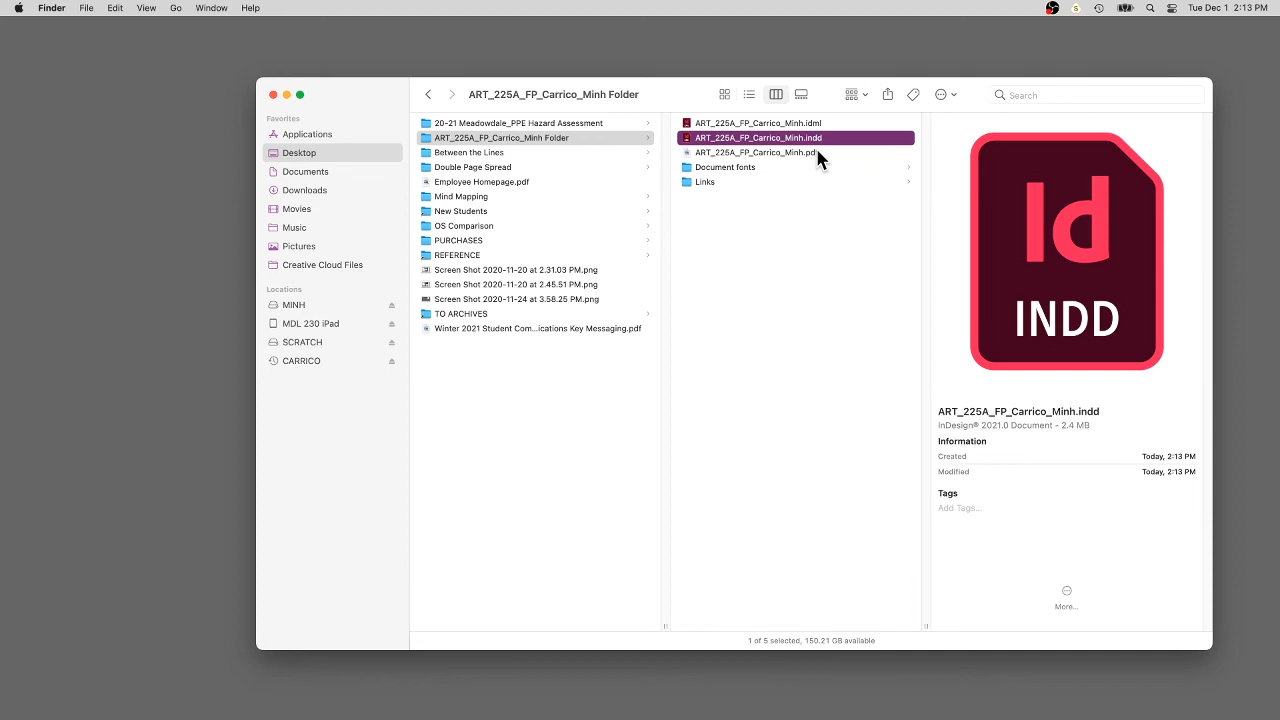 Finder File Edit View Go Window Help
S
Tue Dec 1 2:13 PM
ART_225A_FP_Carrico_Minh Folder
Search
Favorites
Applications
Desktop
Documents
Downloads
Movies
Music
Pictures
Creative Cloud Files
Locations
MINH
MDL 230 iPad
SCRATCH
CARRICO
20-21 Meadowdale_PPE Hazard Assessment
ART_225A_FP_Carrico_Minh Folder
Between the Lines
Double Page Spread
Employee Homepage.pdf
Mind Mapping
New Students
OS Comparison
PURCHASES
REFERENCE
Screen Shot 2020-11-20 at 2.31.03 PM.png
Screen Shot 2020-11-20 at 2.45.51 PM.png
Screen Shot 2020-11-24 at 3.58.25 PM.png
TO ARCHIVES
Winter 2021 Student Com...ications Key Messaging.pdf
ART_225A_FP_Carrico_Minh.idml
ART_225A_FP_Carrico_Minh.indd
ART_225A_FP_Carrico_Minh.pd
Document fonts
Links
Id
INDD
ART_225A_FP_Carrico_Minh.indd
InDesign® 2021.0 Document - 2.4 MB
Information
Created Today, 2:13 PM
Modified Today, 2:13 PM
Tags
Add Tags...
More...
1 of 5 selected, 150.21 GB available